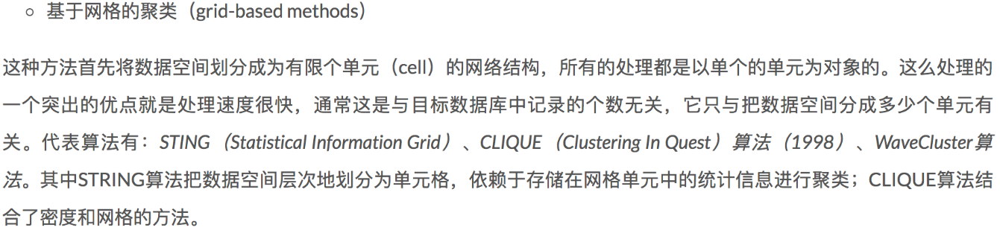 基于网格的聚类（grid-based methods）
这种方法首先将数据空间划分成为有限个单元（cell）的网络结构，所有的处理都是以单个的单元为对象的。这么处理的
一个突出的优点就是处理速度很快，通常这是与目标数据库中记录的个数无关，它只与把数据空间分成多少个单元有
关。代表算法有：STING（Statistical Information Grid）、CLIQUE（Clustering In Quest）算法（1998）、WaveCluster算
法。其中STRING算法把数据空间层次地划分为单元格，依赖于存储在网格单元中的统计信息进行聚类；CLIQUE算法结
合了密度和网格的方法。